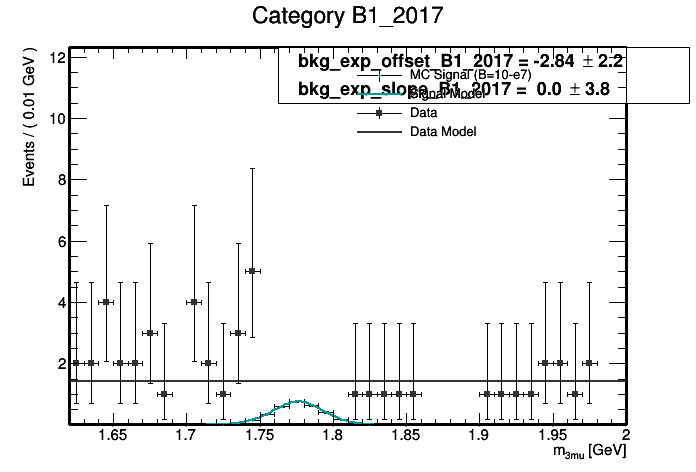 Category B1_2017
Events / ( 0.01 GeV )
12
10
8
6
4
2
bkg_exp_offset_B1_2017 = -2.84 ± 2.2
MC Signal (B=10-e7)
bkg_exp_slope_B1_2017 = 0.0 ± 3.8
Signal Model
Data
Data Model
1.65 1.7 1.75 1.8 1.85 1.9 1.95 2
m3mu [GeV]